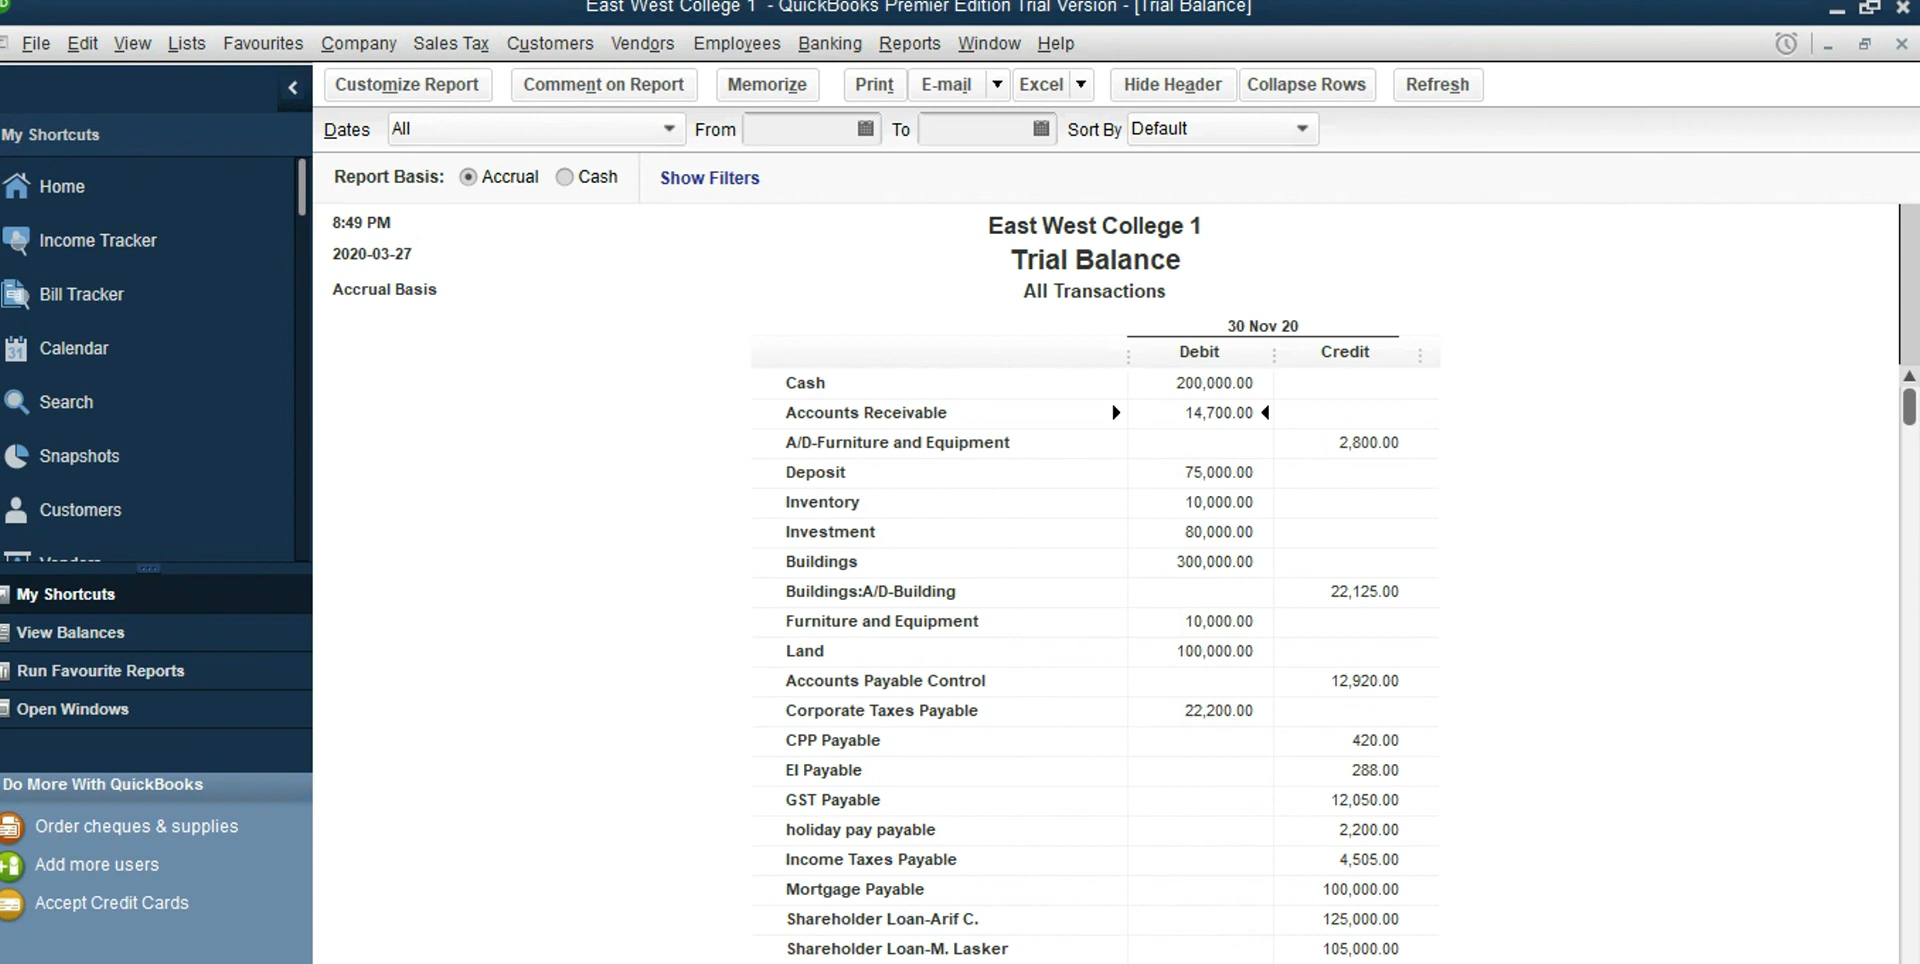 East West College 1 - QuickBooks Premier Edition Trial Version - [Trial Balance]
File Edit View Lists Favourites Company Sales Tax Customers Vendors Employees Banking Reports Window Help
Customize Report Comment on Report Memorize Print E-mail Excel Hide Header Collapse Rows Refresh
Dates All From To Sort By Default
Report Basis: Accrual Cash Show Filters
My Shortcuts
Home
Income Tracker
Bill Tracker
31 Calendar
Search
Snapshots
Customers
Vendors
My Shortcuts
View Balances
Run Favourite Reports
Open Windows
Do More With QuickBooks
Order cheques & supplies
Add more users
Accept Credit Cards
8:49 PM
2020-03-27
Accrual Basis
East West College 1
Trial Balance
All Transactions
30 Nov 20
Debit Credit
Cash 200,000.00
Accounts Receivable 14,700.00
A/D-Furniture and Equipment 2,800.00
Deposit 75,000.00
Inventory 10,000.00
Investment 80,000.00
Buildings 300,000.00
Buildings:A/D-Building 22,125.00
Furniture and Equipment 10,000.00
Land 100,000.00
Accounts Payable Control 12,920.00
Corporate Taxes Payable 22,200.00
CPP Payable 420.00
EI Payable 288.00
GST Payable 12,050.00
holiday pay payable 2,200.00
Income Taxes Payable 4,505.00
Mortgage Payable 100,000.00
Shareholder Loan-Arif C. 125,000.00
Shareholder Loan-M. Lasker 105,000.00